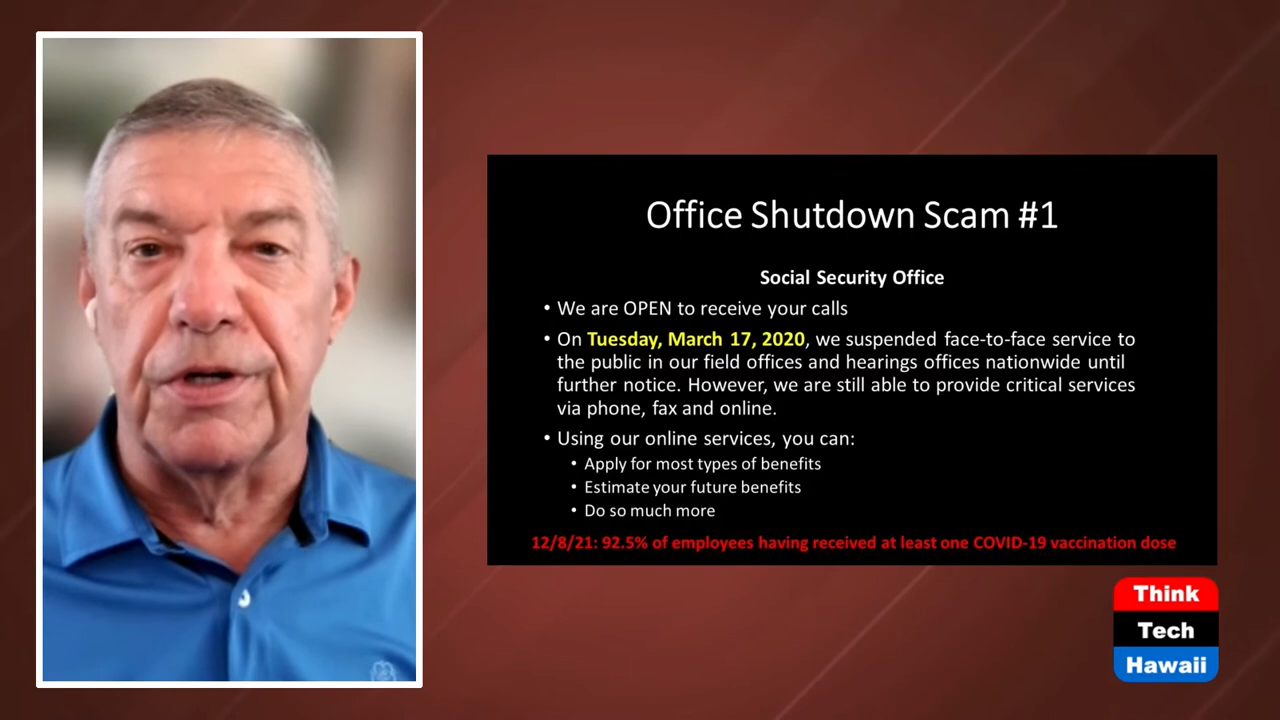 Office Shutdown Scam #1
Social Security Office
• We are OPEN to receive your calls
• On Tuesday, March 17, 2020, we suspended face-to-face service to
the public in our field offices and hearings offices nationwide until
further notice. However, we are still able to provide critical services
via phone, fax and online.
• Using our online services, you can:
• Apply for most types of benefits
• Estimate your future benefits
• Do so much more
12/8/21: 92.5% of employees having received at least one COVID-19 vaccination dose
Think
Tech
Hawaii